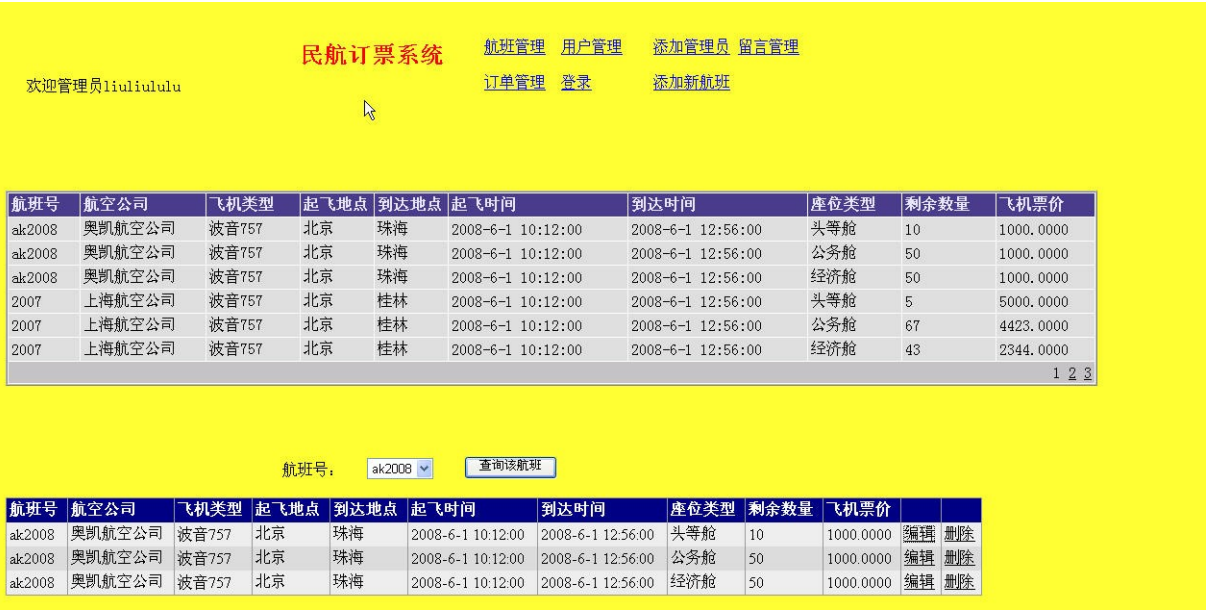 民航订票系统
航班管理 用户管理 添加管理员 留言管理
欢迎管理员liuliululu
订单管理 登录 添加新航班
航班号 航空公司 飞机类型 起飞地点 到达地点 起飞时间 到达时间 座位类型 剩余数量 飞机票价
ak2008 奥凯航空公司 波音757 北京 珠海 2008-6-1 10:12:00 2008-6-1 12:56:00 头等舱 10 1000.0000
ak2008 奥凯航空公司 波音757 北京 珠海 2008-6-1 10:12:00 2008-6-1 12:56:00 公务舱 50 1000.0000
ak2008 奥凯航空公司 波音757 北京 珠海 2008-6-1 10:12:00 2008-6-1 12:56:00 经济舱 50 1000.0000
2007 上海航空公司 波音757 北京 桂林 2008-6-1 10:12:00 2008-6-1 12:56:00 头等舱 5 5000.0000
2007 上海航空公司 波音757 北京 桂林 2008-6-1 10:12:00 2008-6-1 12:56:00 公务舱 67 4423.0000
2007 上海航空公司 波音757 北京 桂林 2008-6-1 10:12:00 2008-6-1 12:56:00 经济舱 43 2344.0000
1 2 3
航班号: ak2008 查询该航班
航班号 航空公司 飞机类型 起飞地点 到达地点 起飞时间 到达时间 座位类型 剩余数量 飞机票价
ak2008 奥凯航空公司 波音757 北京 珠海 2008-6-1 10:12:00 2008-6-1 12:56:00 头等舱 10 1000.0000 编辑 删除
ak2008 奥凯航空公司 波音757 北京 珠海 2008-6-1 10:12:00 2008-6-1 12:56:00 公务舱 50 1000.0000 编辑 删除
ak2008 奥凯航空公司 波音757 北京 珠海 2008-6-1 10:12:00 2008-6-1 12:56:00 经济舱 50 1000.0000 编辑 删除